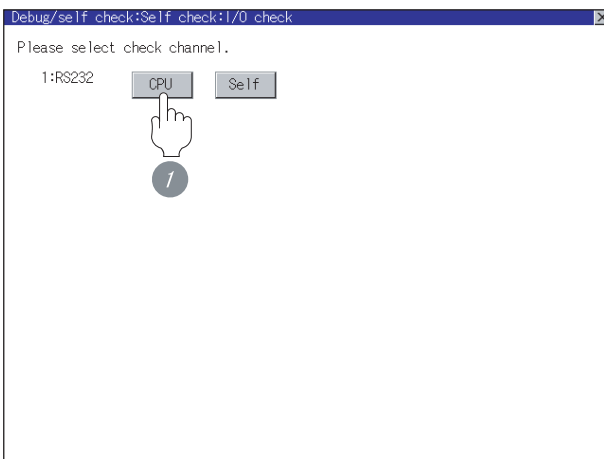 Debug/self check:Self check:I/O check
Please select check channel.
1:RS232 CPU Self
1